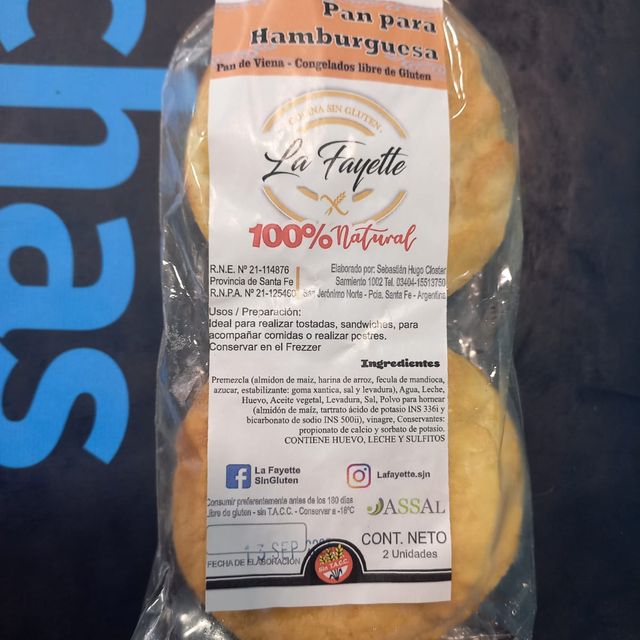 Pan para
Hamburguesa
Pan de Viena - Congelados libre de Gluten
COCINA SIN GLUTEN
La Fayette
100% Natural
R.N.E. Nº 21-114876
Provincia de Santa Fe
R.N.P.A. Nº 21-125460
Elaborado por: Sebastián Hugo Closter
Sarmiento 1002 Tel. 03404-15513750
San Jerónimo Norte - Pcia. Santa Fe - Argentina
Usos / Preparación:
Ideal para realizar tostadas, sandwiches, para
acompañar comidas o realizar postres.
Conservar en el Frezzer
Ingredientes
Premezcla (almidon de maíz, harina de arroz, fecula de mandioca,
azucar, estabilizante: goma xantica, sal y levadura), Agua, Leche,
Huevo, Aceite vegetal, Levadura, Sal, Polvo para hornear
(almidón de maíz, tartrato ácido de potasio INS 336i y
bicarbonato de sodio INS 500ii), vinagre, Conservantes:
propionato de calcio y sorbato de potasio.
CONTIENE HUEVO, LECHE Y SULFITOS
La Fayette
SinGluten
Lafayette.sjn
Consumir preferentemente antes de los 180 días
Libre de gluten - sin T.A.C.C. - Conservar a -18ºC
ASSAL
13 SEP
FECHA DE ELABORACIÓN
Sin T.A.C.C.
CONT. NETO
2 Unidades
chas